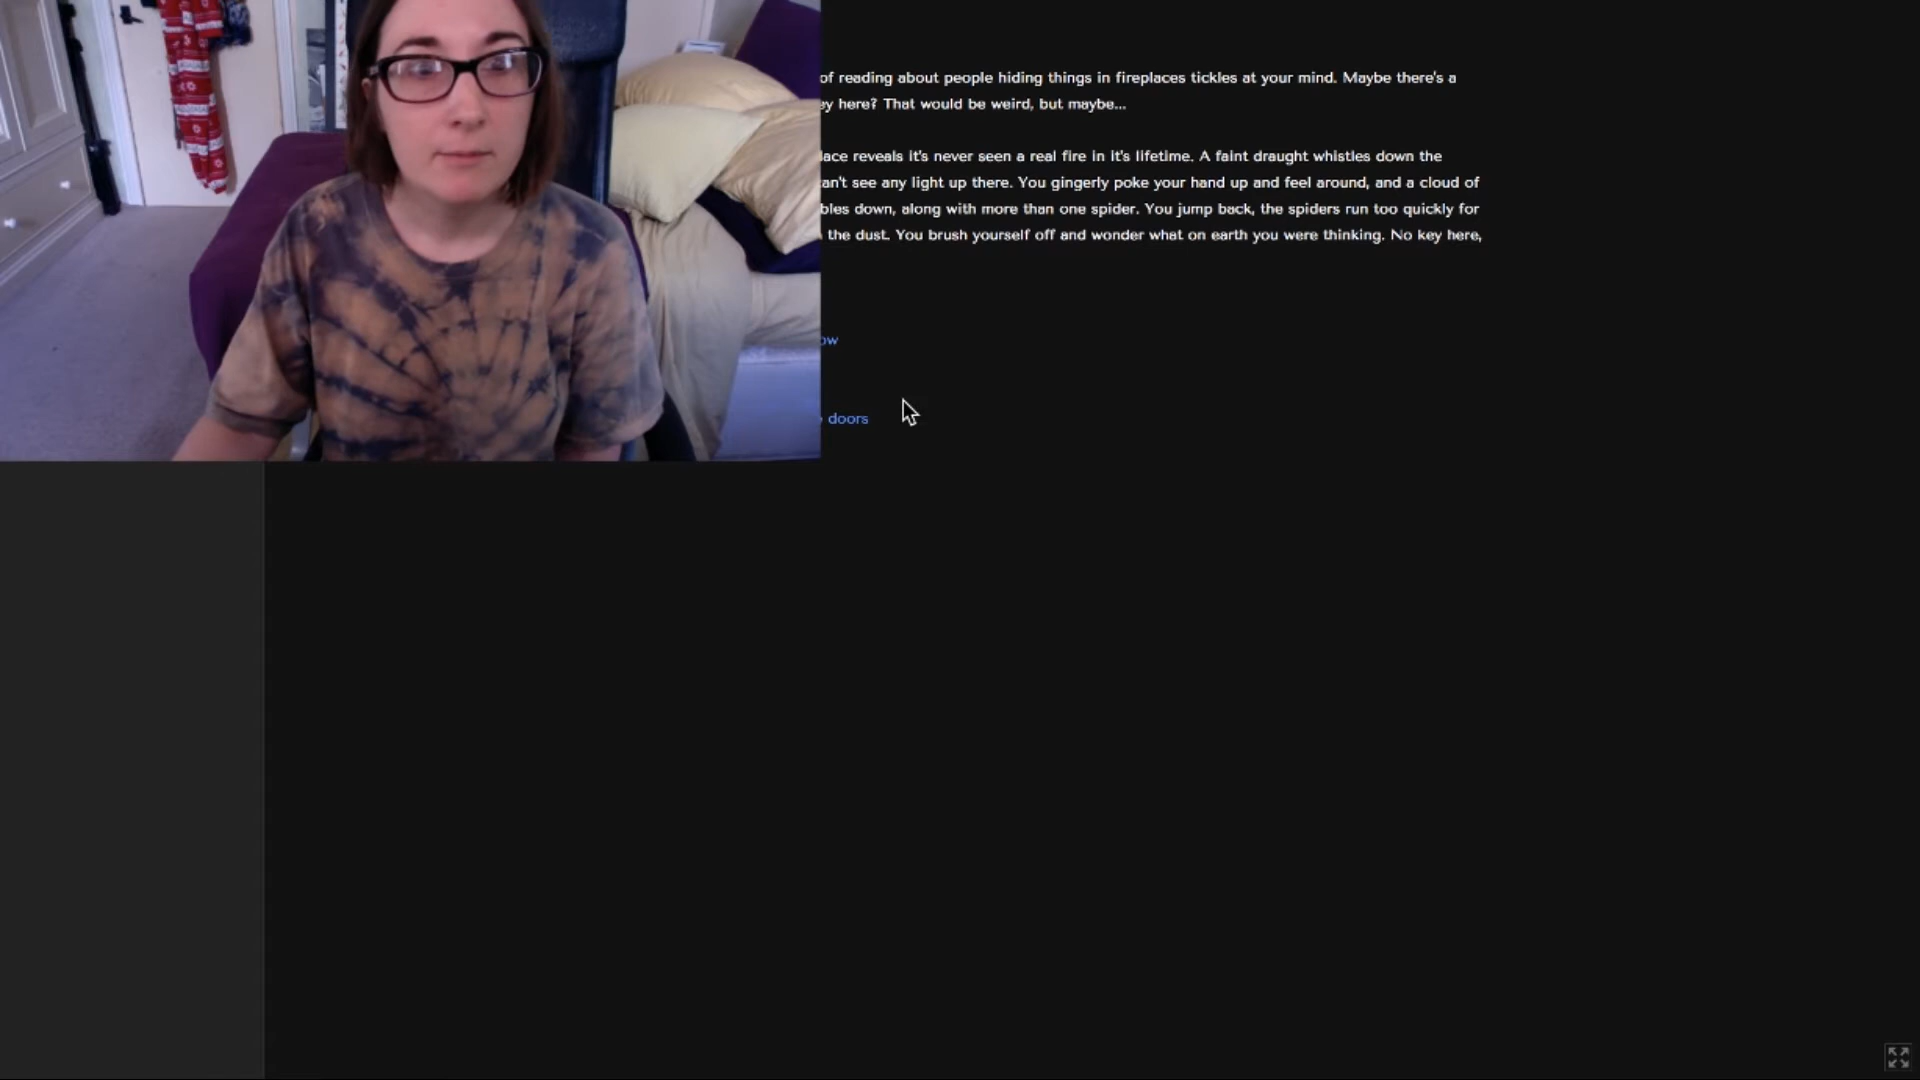 of reading about people hiding things in fireplaces tickles at your mind. Maybe there's a
ey here? That would be weird, but maybe...
lace reveals it's never seen a real fire in it's lifetime. A faint draught whistles down the
can't see any light up there. You gingerly poke your hand up and feel around, and a cloud of
bles down, along with more than one spider. You jump back, the spiders run too quickly for
the dust. You brush yourself off and wonder what on earth you were thinking. No key here,
ow
doors